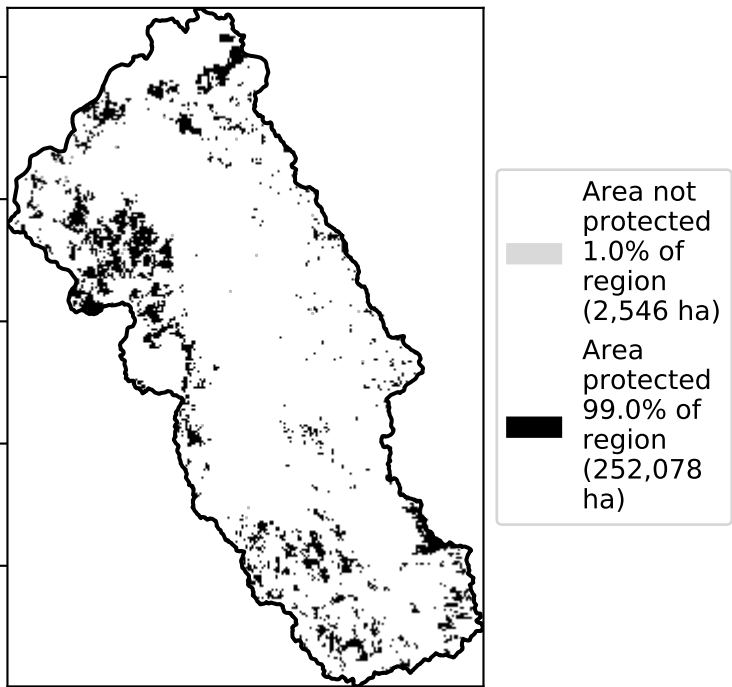 Area not
protected
1.0% of
region
(2,546 ha)
Area
protected
99.0% of
region
(252,078
ha)